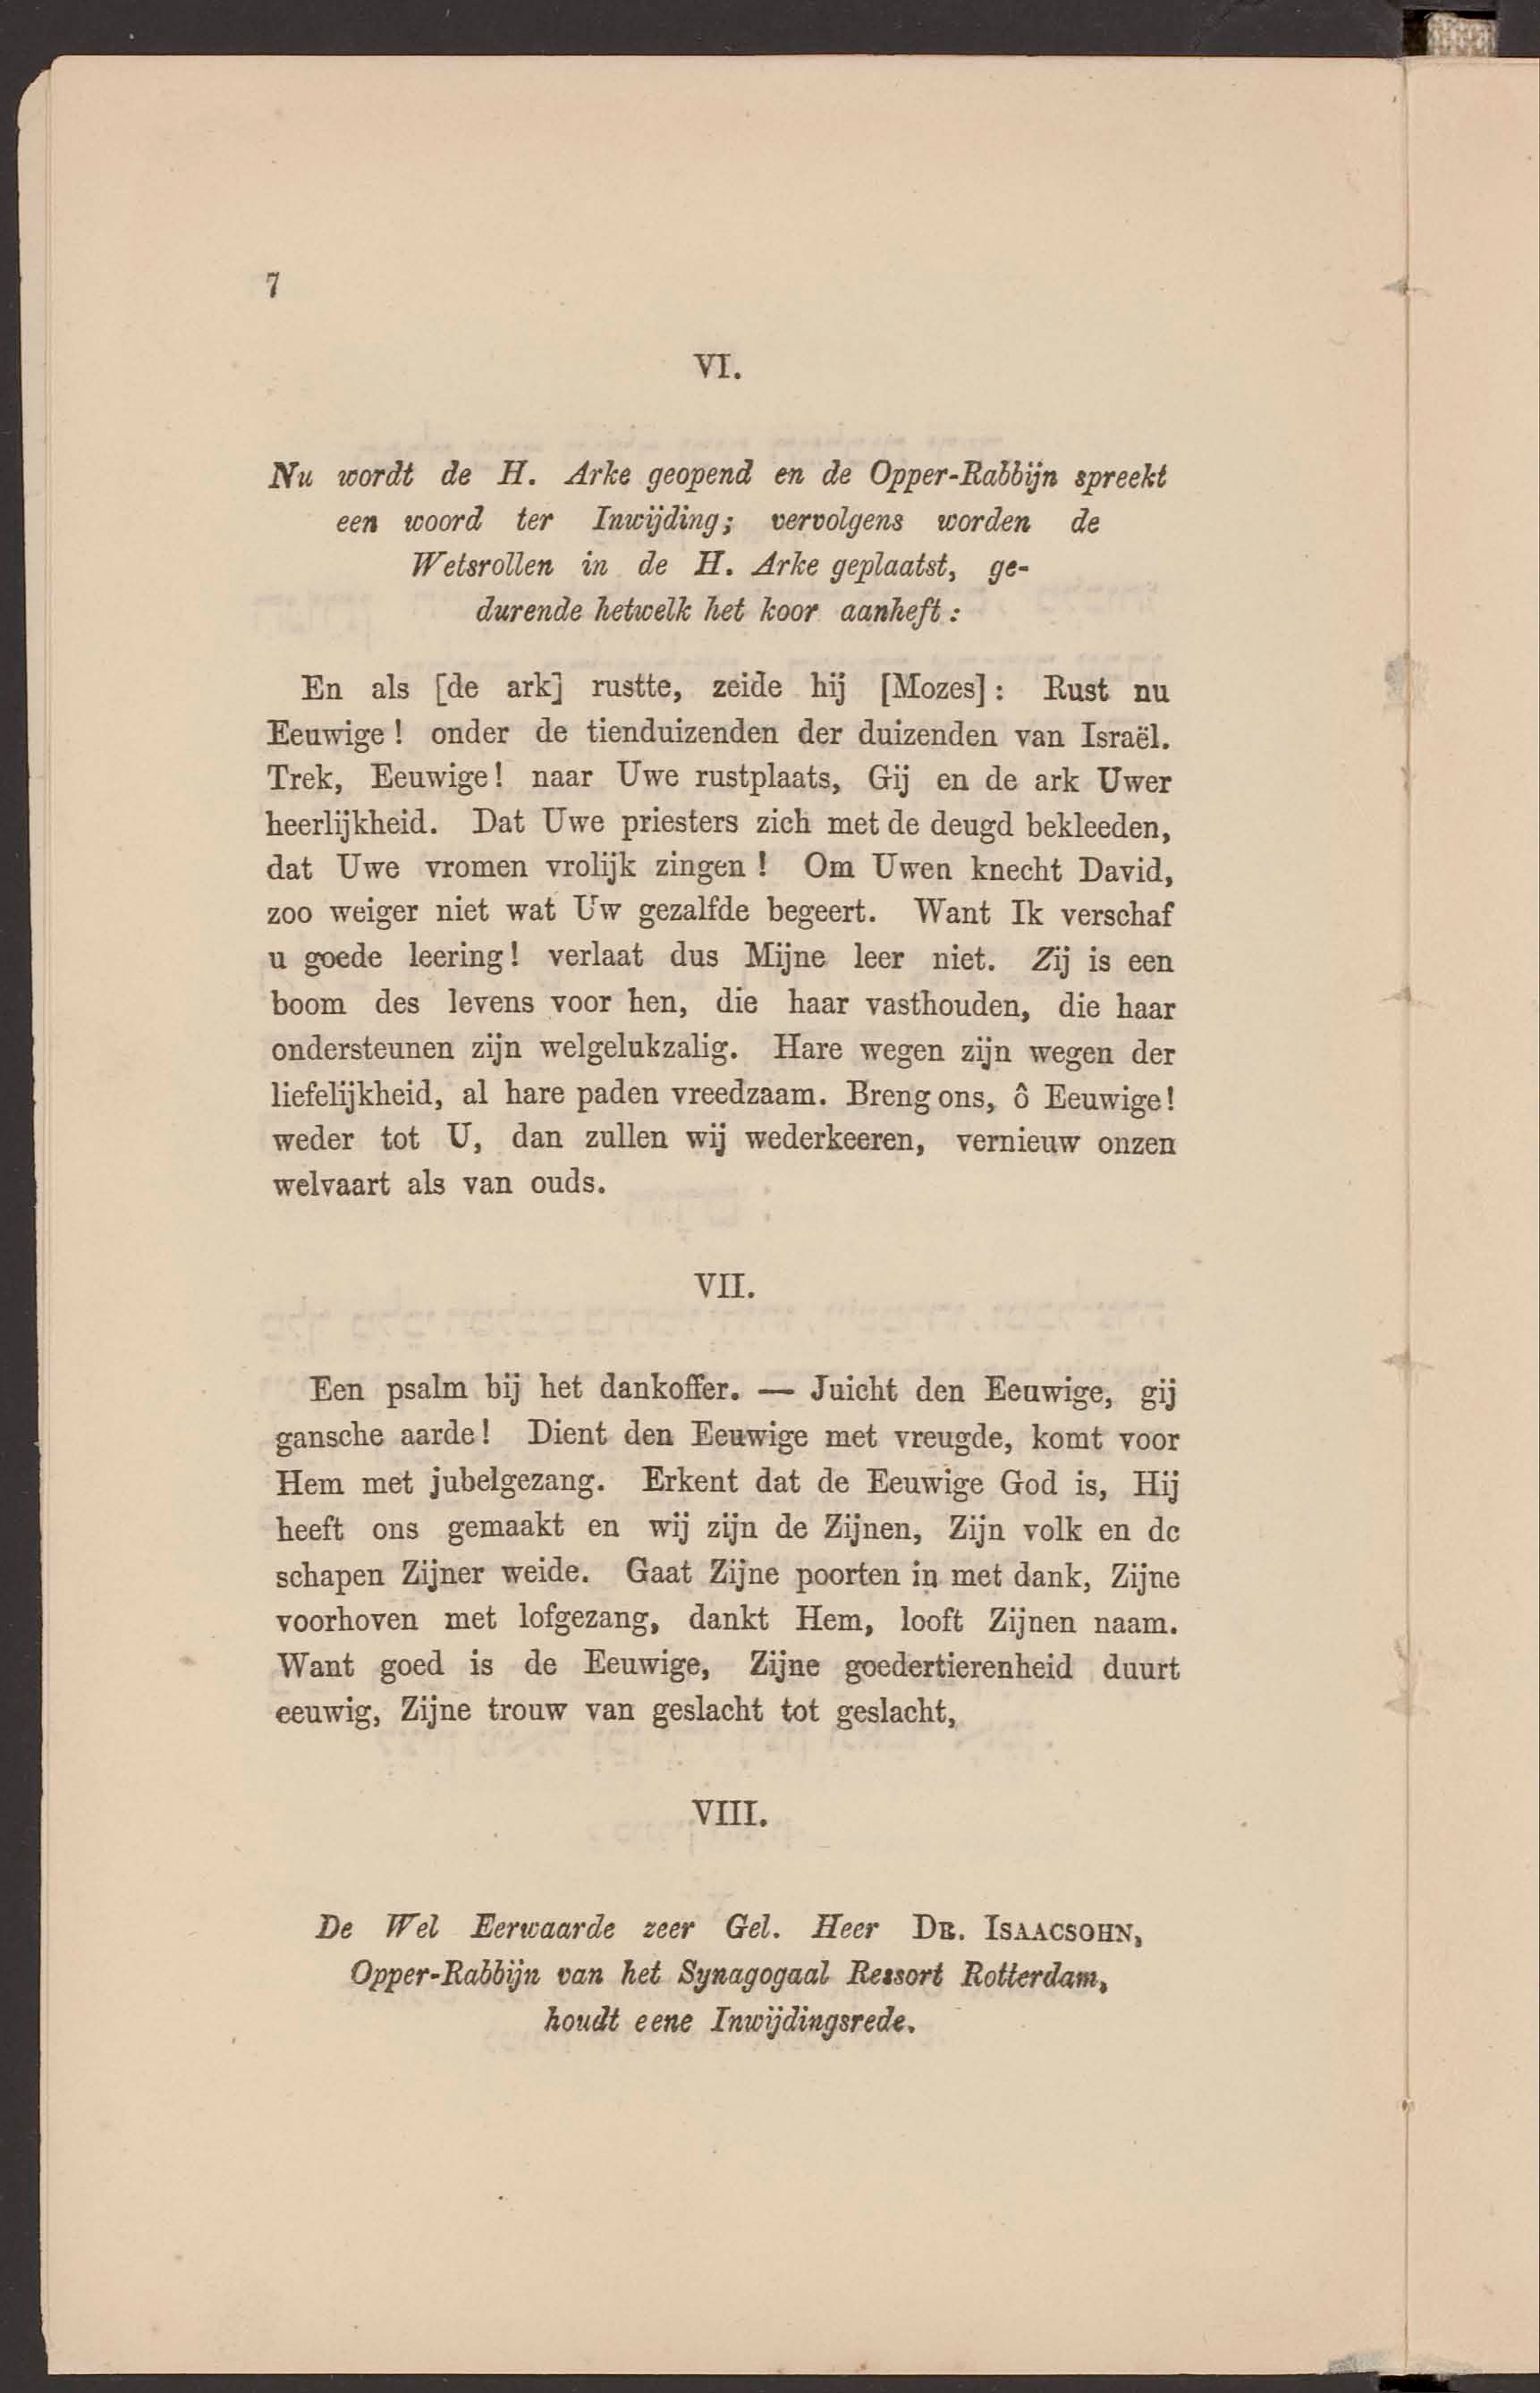 7
VI.
Nu wordt de H. Arke geopend en de Opper-Rabbijn spreekt
een woord ter Inwijding; vervolgens worden de
Wetsrollen in de H. Arke geplaatst, ge-
durende hetwelk het koor aanheft :
En als [de ark] rustte, zeide hij [Mozes] : Rust nu
Eeuwige ! onder de tienduizenden der duizenden van Israël.
Trek, Eeuwige! naar Uwe rustplaats, Gij en de ark Uwer
heerlijkheid. Dat Uwe priesters zich met de deugd bekleeden,
dat Uwe vromen vrolijk zingen ! Om Uwen knecht David,
zoo weiger niet wat Uw gezalfde begeert. Want Ik verschaf
u goede leering! verlaat dus Mijne leer niet. Zij is een
boom des levens voor hen, die haar vasthouden, die haar
ondersteunen zijn welgelukzalig. Hare wegen zijn wegen der
liefelijkheid, al hare paden vreedzaam. Breng ons, ô Eeuwige!
weder tot U, dan zullen wij wederkeeren, vernieuw onzen
welvaart als van ouds.
VII.
Een psalm bij het dankoffer. — Juicht den Eeuwige, gij
gansche aarde! Dient den Eeuwige met vreugde, komt voor
Hem met jubelgezang. Erkent dat de Eeuwige God is, Hij
heeft ons gemaakt en wij zijn de Zijnen, Zijn volk en de
schapen Zijner weide. Gaat Zijne poorten in met dank, Zijne
voorhoven met lofgezang, dankt Hem, looft Zijnen naam.
Want goed is de Eeuwige, Zijne goedertierenheid duurt
eeuwig, Zijne trouw van geslacht tot geslacht,
VIII.
De Wel Eerwaarde zeer Gel. Heer DR. ISAACSOHN,
Opper-Rabbijn van het Synagogaal Ressort Rotterdam,
houdt eene Inwijdingsrede.